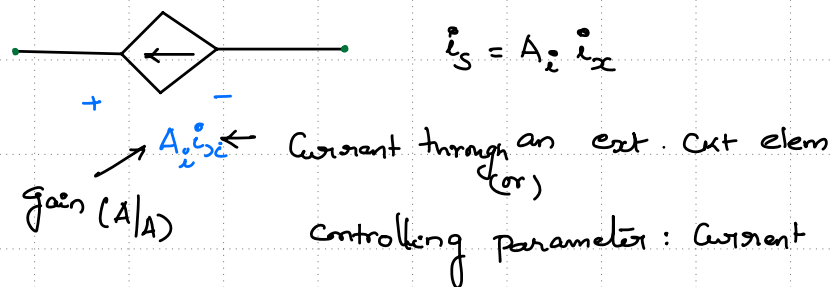 i_s = A_i i_x
+ −
A_i i_x ← Current through an ext. Ckt elem
(or)
gain (A/A)
Controlling parameter : Current